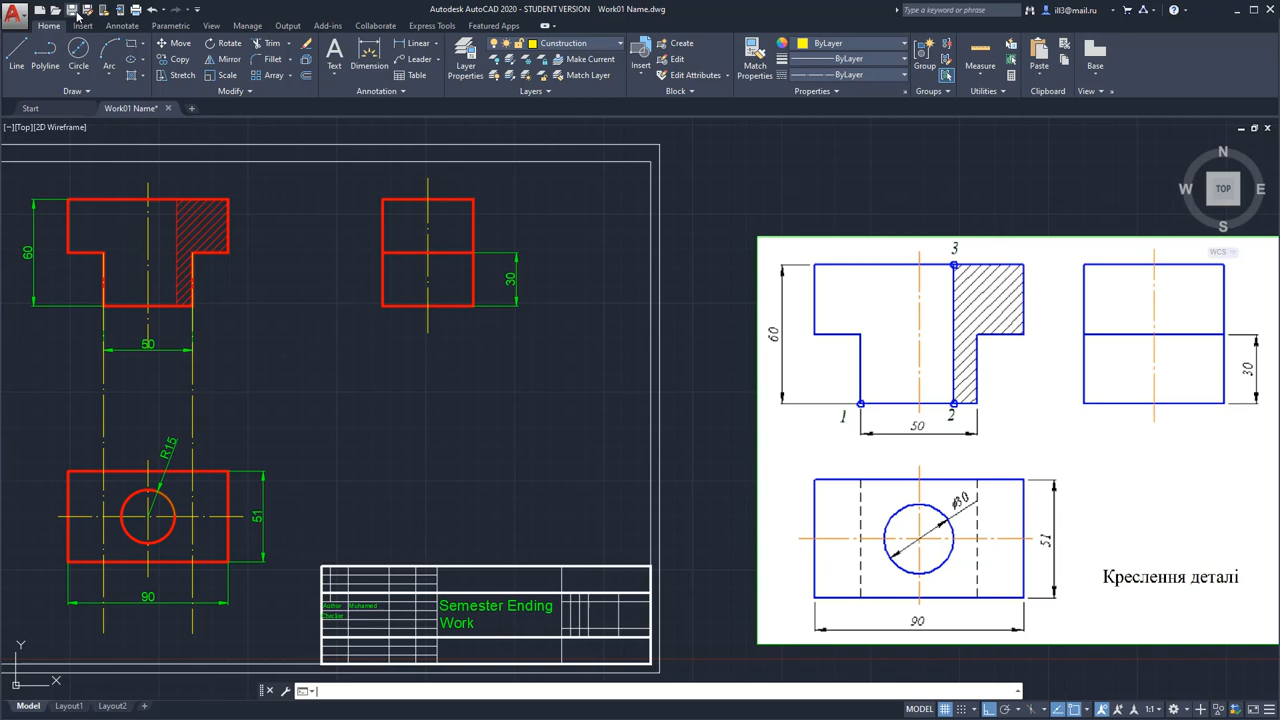 Autodesk AutoCAD 2020 - STUDENT VERSION Work01 Name.dwg
Type a keyword or phrase
ill3@mail.ru
Home Insert Annotate Parametric View Manage Output Add-ins Collaborate Express Tools Featured Apps
Line Polyline Circle Arc
Move Rotate Trim
Copy Mirror Fillet
Stretch Scale Array
Text Dimension
Linear
Leader
Table
Layer Properties
Construction
Make Current
Match Layer
Insert
Create
Edit
Edit Attributes
Match Properties
ByLayer
ByLayer
ByLayer
Group
Measure
Paste
Base
Draw Modify Annotation Layers Block Properties Groups Utilities Clipboard View
Start Work01 Name*
[−][Top][2D Wireframe]
N
W TOP E
S
WCS
60
50
30
R15
51
90
Author Muhamed
Checker
Semester Ending
Work
3
60
30
1
2
50
Ø30
51
90
Креслення деталі
Y
X
Model Layout1 Layout2
MODEL
1:1